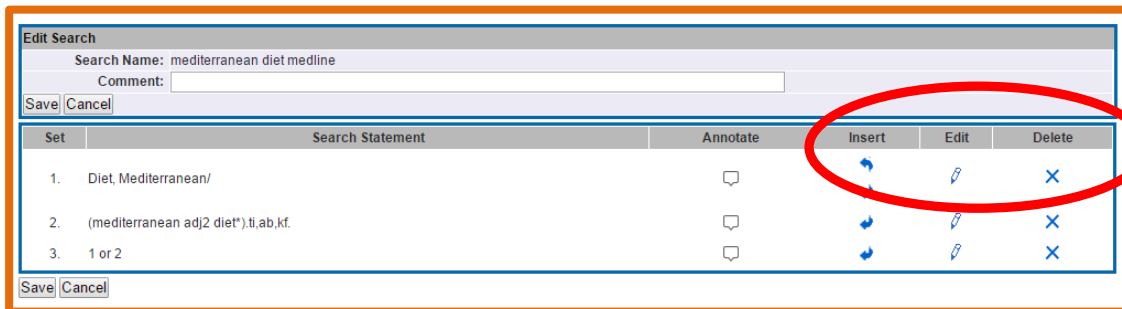 Edit Search
Search Name: mediterranean diet medline
Comment:
Save Cancel
Set Search Statement Annotate Insert Edit Delete
1. Diet, Mediterranean/
2. (mediterranean adj2 diet*).ti,ab,kf.
3. 1 or 2
Save Cancel